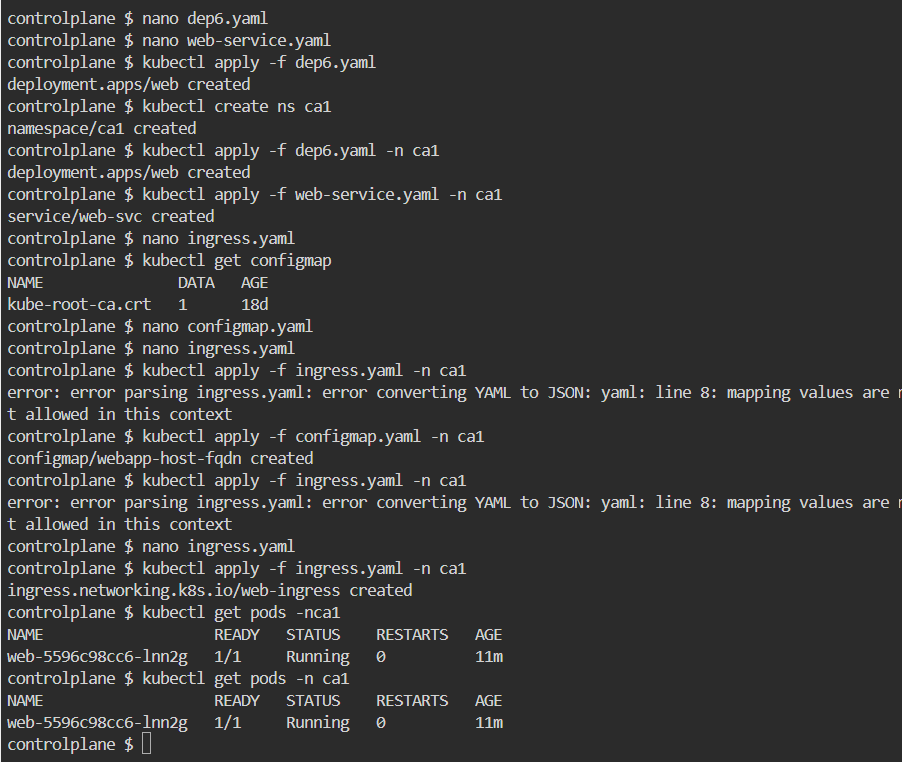 controlplane $ nano dep6.yaml
controlplane $ nano web-service.yaml
controlplane $ kubectl apply -f dep6.yaml
deployment.apps/web created
controlplane $ kubectl create ns ca1
namespace/ca1 created
controlplane $ kubectl apply -f dep6.yaml -n ca1
deployment.apps/web created
controlplane $ kubectl apply -f web-service.yaml -n ca1
service/web-svc created
controlplane $ nano ingress.yaml
controlplane $ kubectl get configmap
NAME DATA AGE
kube-root-ca.crt 1 18d
controlplane $ nano configmap.yaml
controlplane $ nano ingress.yaml
controlplane $ kubectl apply -f ingress.yaml -n ca1
error: error parsing ingress.yaml: error converting YAML to JSON: yaml: line 8: mapping values are
t allowed in this context
controlplane $ kubectl apply -f configmap.yaml -n ca1
configmap/webapp-host-fqdn created
controlplane $ kubectl apply -f ingress.yaml -n ca1
error: error parsing ingress.yaml: error converting YAML to JSON: yaml: line 8: mapping values are
t allowed in this context
controlplane $ nano ingress.yaml
controlplane $ kubectl apply -f ingress.yaml -n ca1
ingress.networking.k8s.io/web-ingress created
controlplane $ kubectl get pods -nca1
NAME READY STATUS RESTARTS AGE
web-5596c98cc6-lnn2g 1/1 Running 0 11m
controlplane $ kubectl get pods -n ca1
NAME READY STATUS RESTARTS AGE
web-5596c98cc6-lnn2g 1/1 Running 0 11m
controlplane $